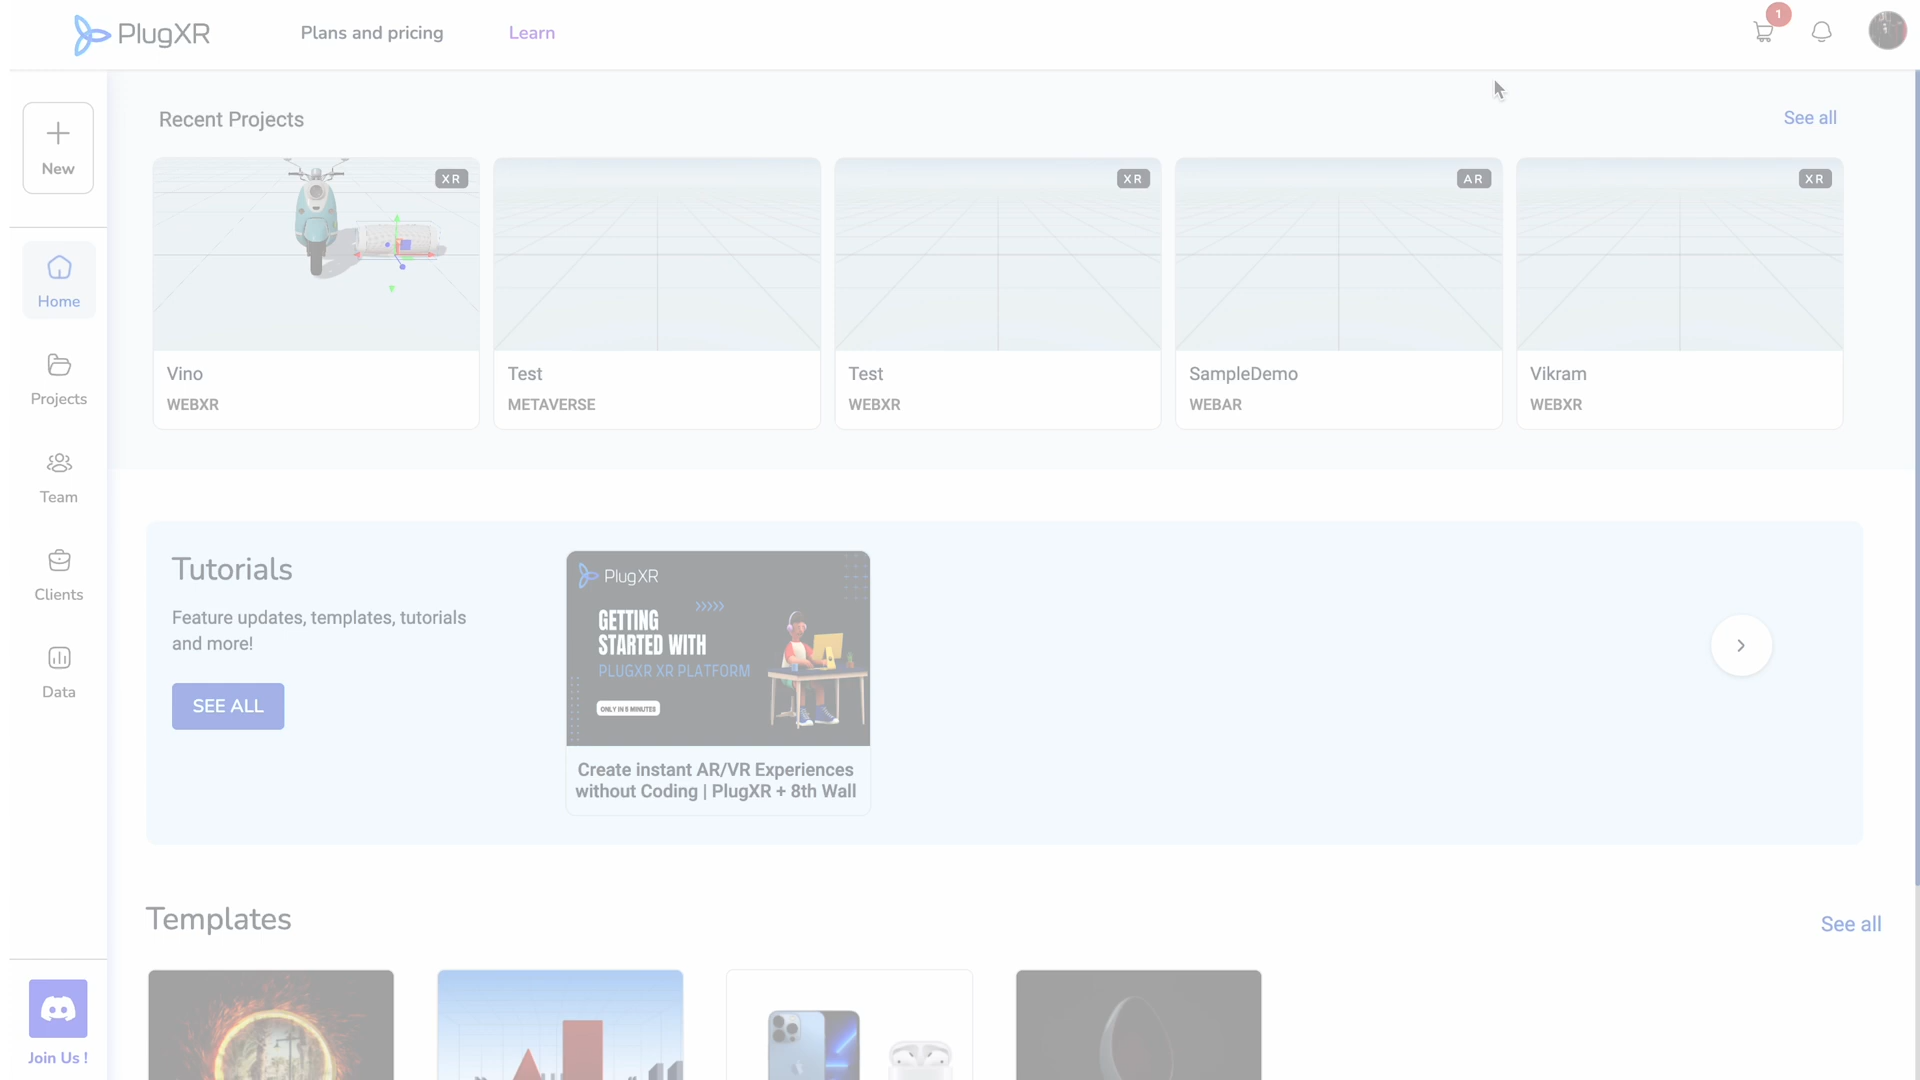 PlugXR
Plans and pricing
Learn
1
New
Home
Projects
Team
Clients
Data
Join Us !
Recent Projects
See all
XR
Vino
WEBXR
Test
METAVERSE
XR
Test
WEBXR
AR
SampleDemo
WEBAR
XR
Vikram
WEBXR
Tutorials
Feature updates, templates, tutorials
and more!
SEE ALL
PlugXR
GETTING
STARTED WITH
PLUGXR XR PLATFORM
ONLY IN 5 MINUTES
Create instant AR/VR Experiences
without Coding | PlugXR + 8th Wall
Templates
See all